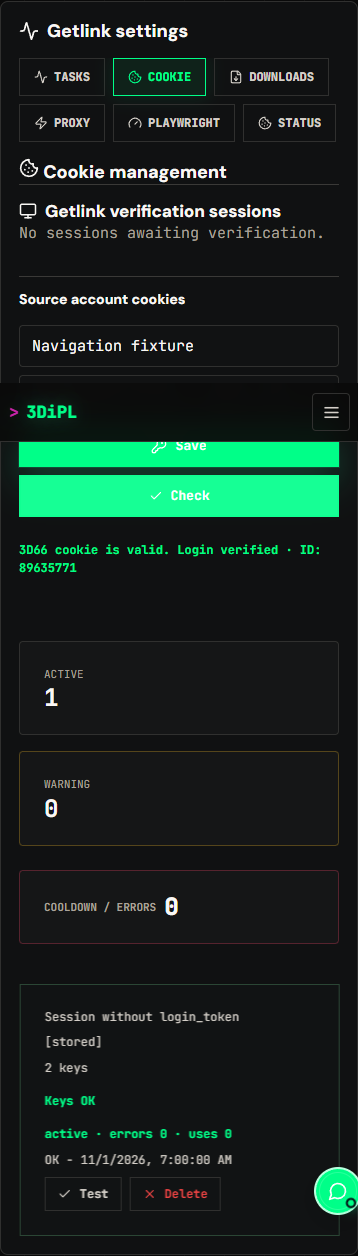 Getlink settings
TASKS
COOKIE
DOWNLOADS
PROXY
PLAYWRIGHT
STATUS
Cookie management
Getlink verification sessions
No sessions awaiting verification.
Source account cookies
Navigation fixture
> 3DiPL
Save
Check
3D66 cookie is valid. Login verified · ID:
89635771
ACTIVE
1
WARNING
0
COOLDOWN / ERRORS 0
Session without login_token
[stored]
2 keys
Keys OK
active · errors 0 · uses 0
OK - 11/1/2026, 7:00:00 AM
Test
Delete